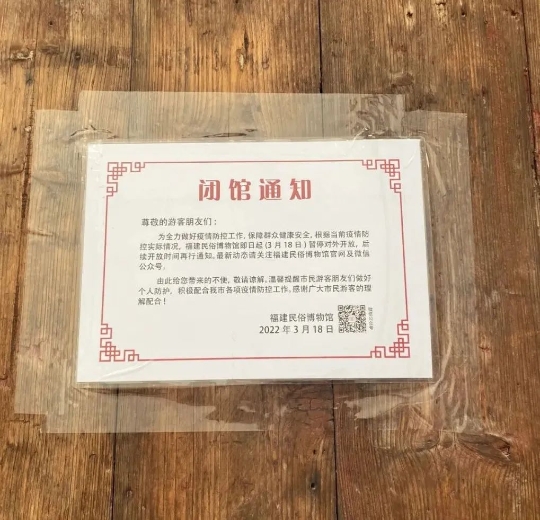 闭馆通知
尊敬的游客朋友们：
为全力做好疫情防控工作，保障群众健康安全，根据当前疫情防
控实际情况，福建民俗博物馆即日起（3月18日）暂停对外开放，后
续开放时间再行通知。最新动态请关注福建民俗博物馆官网及微信
公众号。
由此给您带来的不便，敬请谅解。温馨提醒市民游客朋友们做好
个人防护，积极配合我市各项疫情防控工作。感谢广大市民游客的理
解配合！
福建民俗博物馆
2022年3月18日